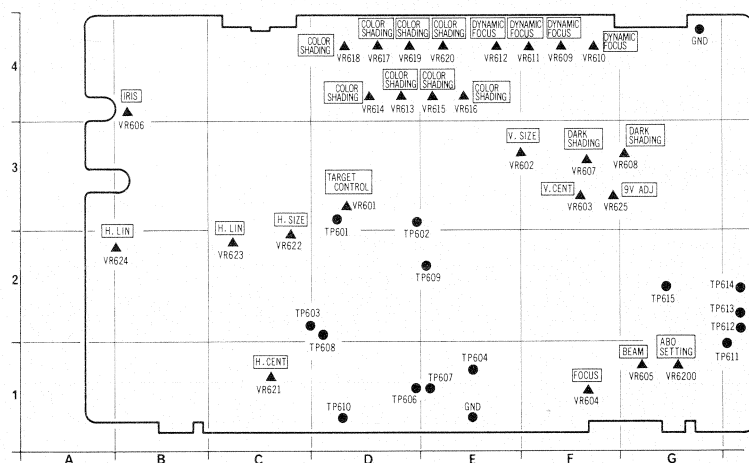 COLOR
SHADING
COLOR
SHADING
COLOR
SHADING
COLOR
SHADING
DYNAMIC
FOCUS
DYNAMIC
FOCUS
DYNAMIC
FOCUS
DYNAMIC
FOCUS
VR618
VR617
VR619
VR620
VR612
VR611
VR609
VR610
GND
4
COLOR
SHADING
COLOR
SHADING
COLOR
SHADING
COLOR
SHADING
VR614
VR613
VR615
VR616
IRIS
VR606
V. SIZE
VR602
DARK
SHADING
VR607
DARK
SHADING
VR608
3
TARGET
CONTROL
VR601
V. CENT
VR603
9V ADJ
VR625
TP601
TP602
H. LIN
VR624
H. LIN
VR623
H. SIZE
VR622
2
TP609
TP615
TP614
TP613
TP612
TP611
TP603
TP608
H. CENT
VR621
TP604
TP606
TP607
FOCUS
VR604
BEAM
VR605
ABO
SETTING
VR6200
1
TP610
GND
A
B
C
D
E
F
G